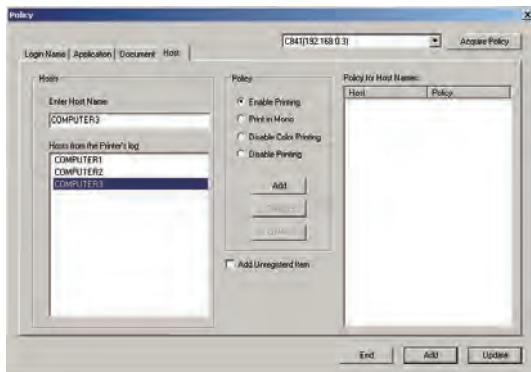 Policy
X
C841(192.168.0.3)
Acquire Policy
Login Name
Application
Document
Host
Hosts
Enter Host Name
COMPUTER3
Hosts from the Printer's log
COMPUTER1
COMPUTER2
COMPUTER3
Policy
Enable Printing
Print in Mono
Disable Color Printing
Disable Printing
Add
Add Unregisterd Item
Policy for Host Names:
Host
Policy
End
Add
Update